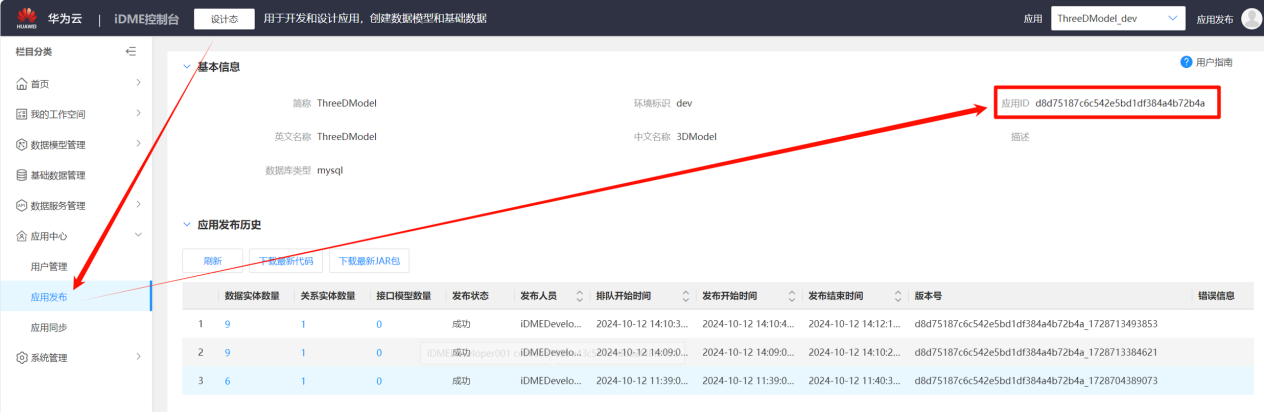 HUAWEI 华为云 | iDME控制台 设计态 用于开发和设计应用，创建数据模型和基础数据 应用 ThreeDModel_dev 应用发布
栏目分类
首页
我的工作空间
数据模型管理
基础数据管理
数据服务管理
应用中心
用户管理
应用发布
应用同步
系统管理
基本信息 用户指南
简称 ThreeDModel 环境标识 dev 应用ID d8d75187c6c542e5bd1df384a4b72b4a
英文名称 ThreeDModel 中文名称 3DModel 描述
数据库类型 mysql
应用发布历史
刷新 下载最新代码 下载最新JAR包
数据实体数量 关系实体数量 接口模型数量 发布状态 发布人员 排队开始时间 发布开始时间 发布结束时间 版本号 错误信息
1 9 1 0 成功 iDMEDevelo... 2024-10-12 14:10:3... 2024-10-12 14:10:4... 2024-10-12 14:12:1... d8d75187c6c542e5bd1df384a4b72b4a_1728713493853
2 9 1 0 成功 iDMEDevelo... 2024-10-12 14:09:0... 2024-10-12 14:09:0... 2024-10-12 14:10:2... d8d75187c6c542e5bd1df384a4b72b4a_1728713384621
3 6 1 0 成功 iDMEDevelo... 2024-10-12 11:39:0... 2024-10-12 11:39:0... 2024-10-12 11:40:3... d8d75187c6c542e5bd1df384a4b72b4a_1728704389073